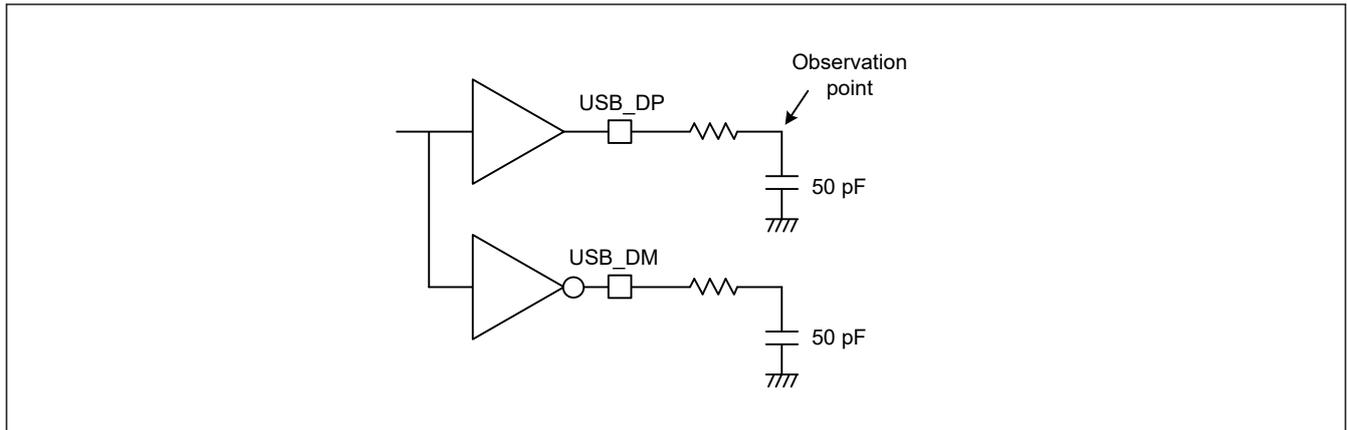 Observation
point
USB_DP
50 pF
USB_DM
50 pF